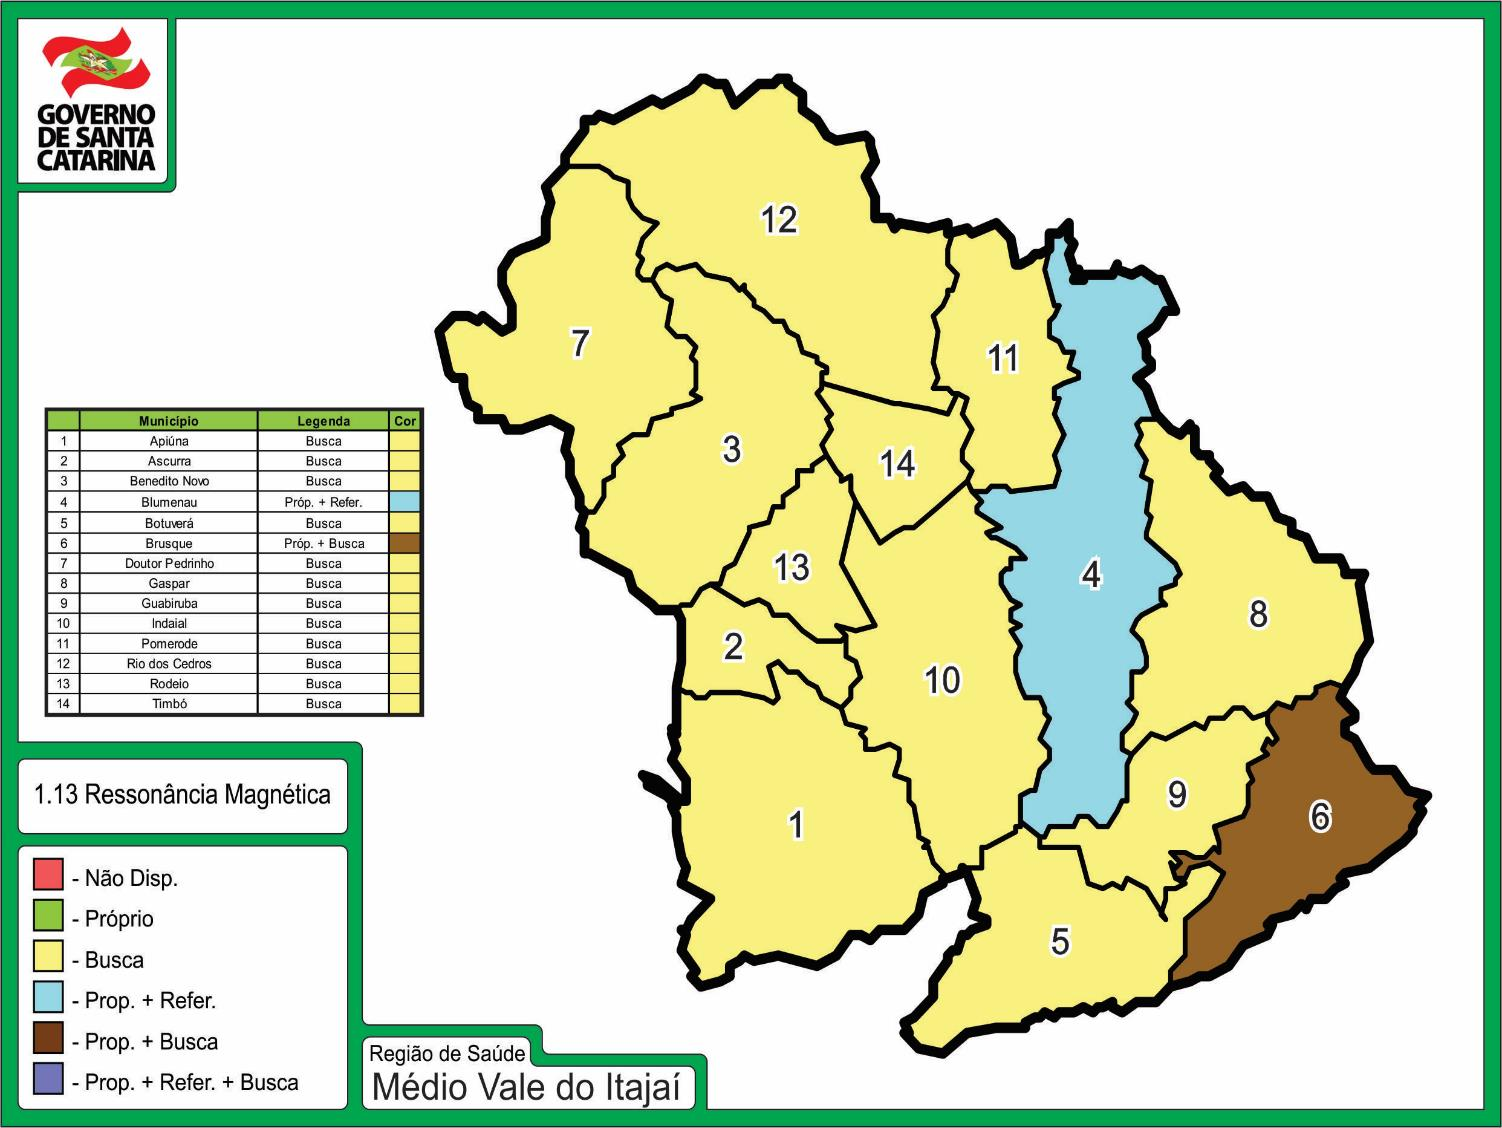 GOVERNO
DE SANTA
CATARINA
12
7
11
3
14
13
4
8
2
10
9
6
1
5
Município Legenda Cor
1 Apiúna Busca
2 Ascurra Busca
3 Benedito Novo Busca
4 Blumenau Próp. + Refer.
5 Botuverá Busca
6 Brusque Próp. + Busca
7 Doutor Pedrinho Busca
8 Gaspar Busca
9 Guabiruba Busca
10 Indaial Busca
11 Pomerode Busca
12 Rio dos Cedros Busca
13 Rodeio Busca
14 Timbó Busca
1.13 Ressonância Magnética
- Não Disp.
- Próprio
- Busca
- Prop. + Refer.
- Prop. + Busca
- Prop. + Refer. + Busca
Região de Saúde
Médio Vale do Itajaí